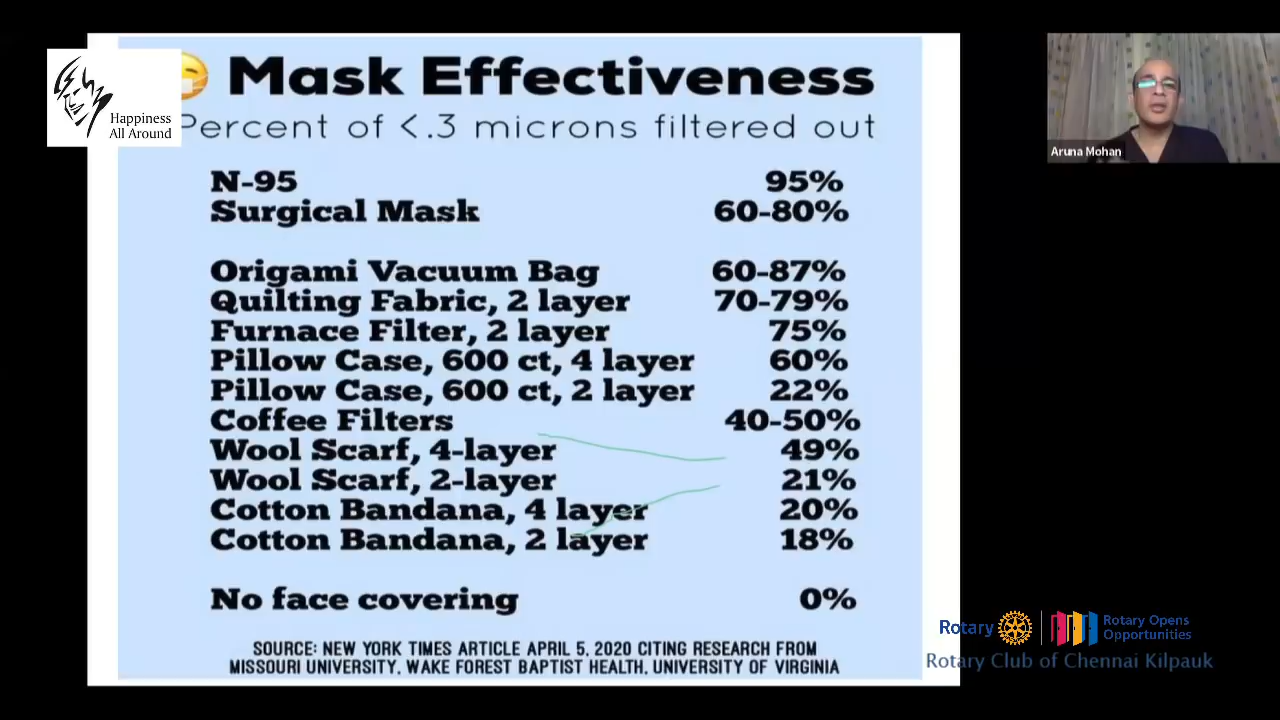 Mask Effectiveness
Percent of <.3 microns filtered out
N-95 95%
Surgical Mask 60-80%
Origami Vacuum Bag 60-87%
Quilting Fabric, 2 layer 70-79%
Furnace Filter, 2 layer 75%
Pillow Case, 600 ct, 4 layer 60%
Pillow Case, 600 ct, 2 layer 22%
Coffee Filters 40-50%
Wool Scarf, 4-layer 49%
Wool Scarf, 2-layer 21%
Cotton Bandana, 4 layer 20%
Cotton Bandana, 2 layer 18%
No face covering 0%
SOURCE: NEW YORK TIMES ARTICLE APRIL 5, 2020 CITING RESEARCH FROM
MISSOURI UNIVERSITY, WAKE FOREST BAPTIST HEALTH, UNIVERSITY OF VIRGINIA
Happiness
All Around
Aruna Mohan
Rotary
Rotary Opens
Opportunities
Rotary Club of Chennai Kilpauk